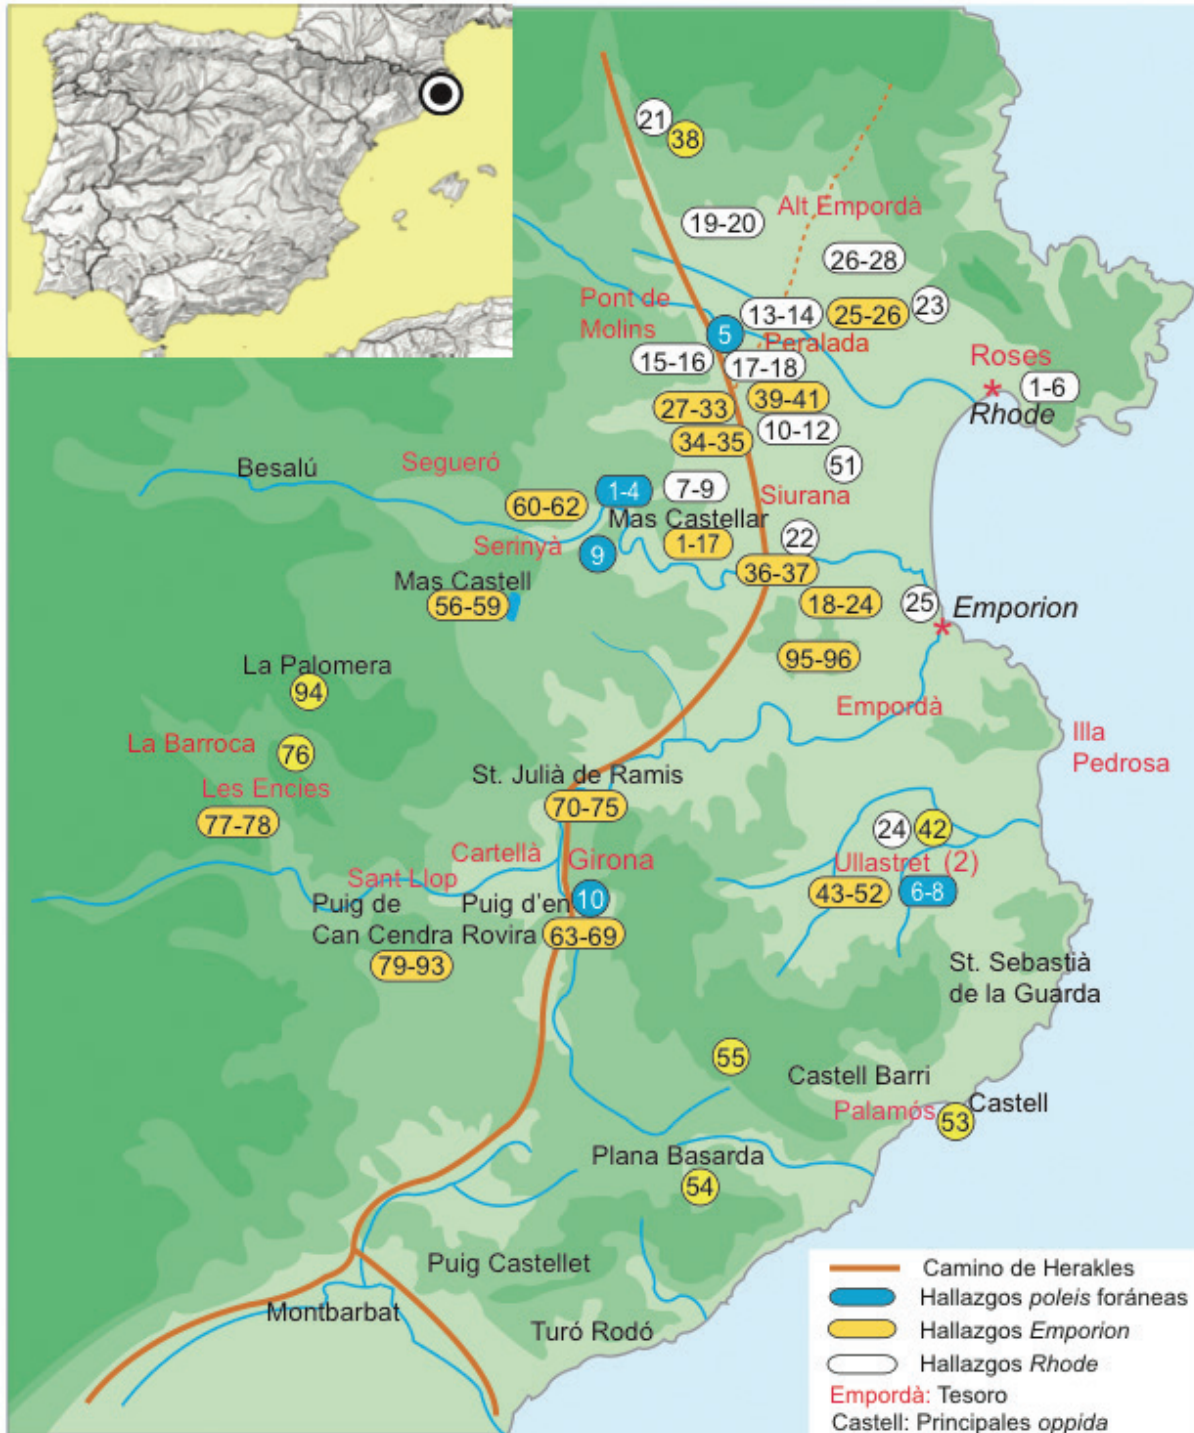 21
38
19-20
Alt Empordà
26-28
Pont de
Molins
13-14
25-26
23
5
Peralada
15-16
17-18
Roses
1-6
Rhode
27-33
39-41
34-35
10-12
51
Besalú
Segueró
60-62
1-4
7-9
Siurana
Mas Castellar
Serinyà
9
1-17
22
Mas Castell
56-59
36-37
18-24
25
Emporion
95-96
La Palomera
94
Empordà
Illa
Pedrosa
La Barroca
76
Les Encies
77-78
St. Julià de Ramis
70-75
24
42
Cartellà
Girona
Ullastret (2)
Sant Llop
43-52
6-8
Puig de
Can Cendra
Puig d'en
Rovira
10
63-69
79-93
St. Sebastià
de la Guarda
55
Castell Barri
Palamós
Castell
53
Plana Basarda
54
Puig Castellet
Montbarbat
Turó Rodó
Camino de Herakles
Hallazgos poleis foráneas
Hallazgos Emporion
Hallazgos Rhode
Empordà: Tesoro
Castell: Principales oppida